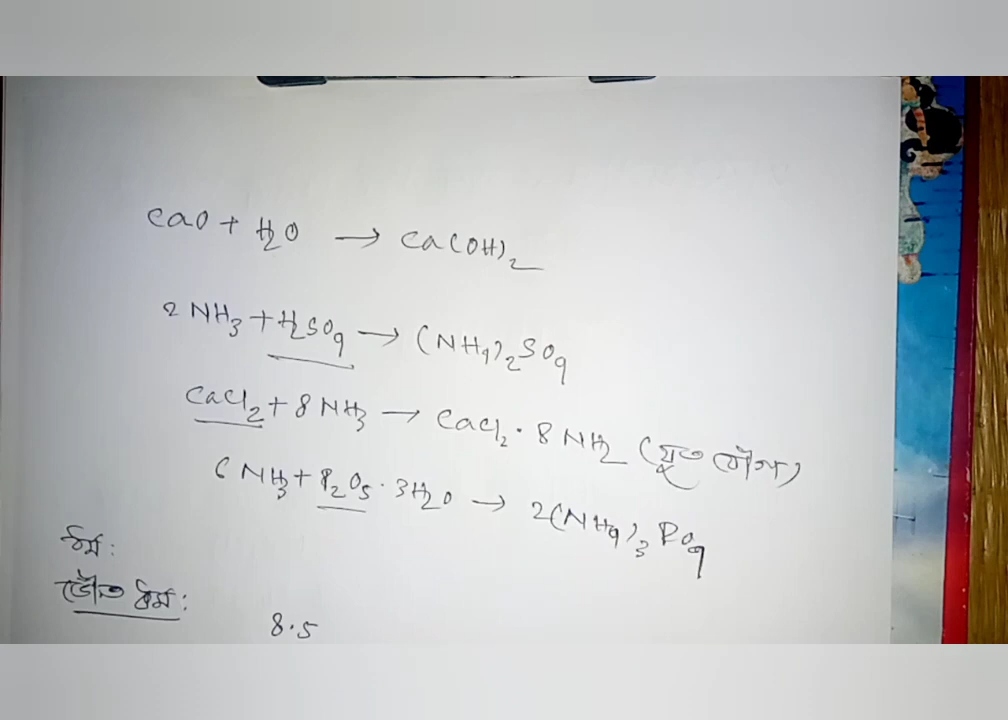 CaO + H2O → Ca(OH)2
2NH3 + H2SO4 → (NH4)2SO4
CaCl2 + 8NH3 → CaCl2·8NH2 (যুত যৌগ)
6NH3 + P2O5·3H2O → 2(NH4)3PO4
ধর্ম:
ভৌত ধর্ম:
8.5